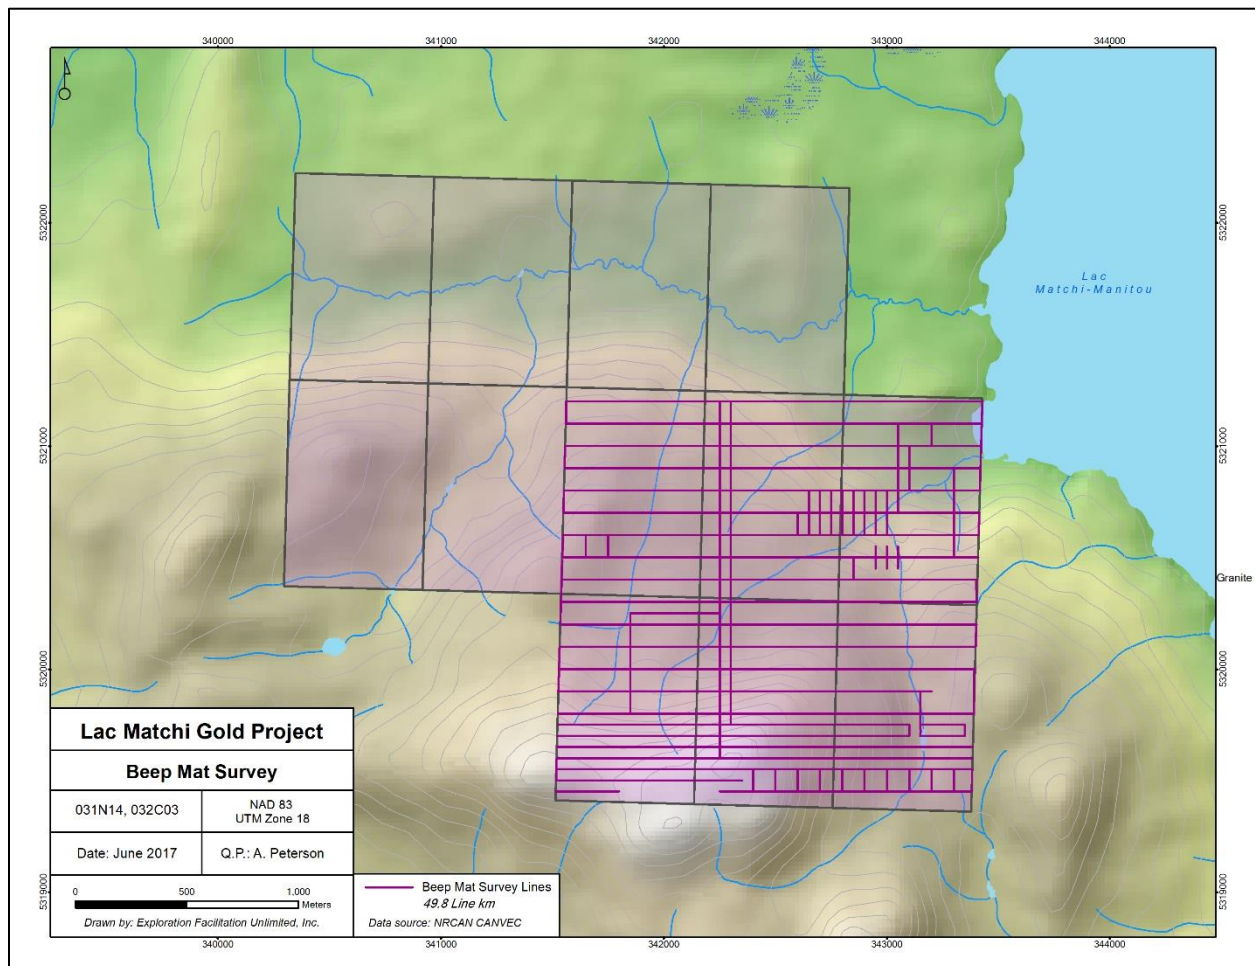 340000
341000
342000
343000
344000
5322000
5322000
Lac
Matchi-Manitou
5321000
5321000
Granite
5320000
5320000
Lac Matchi Gold Project
Beep Mat Survey
031N14, 032C03
NAD 83
UTM Zone 18
Date: June 2017
Q.P.: A. Peterson
0 500 1,000
Meters
Drawn by: Exploration Facilitation Unlimited, Inc.
Beep Mat Survey Lines
49.8 Line km
Data source: NRCAN CANVEC
5319000
5319000
340000
341000
342000
343000
344000